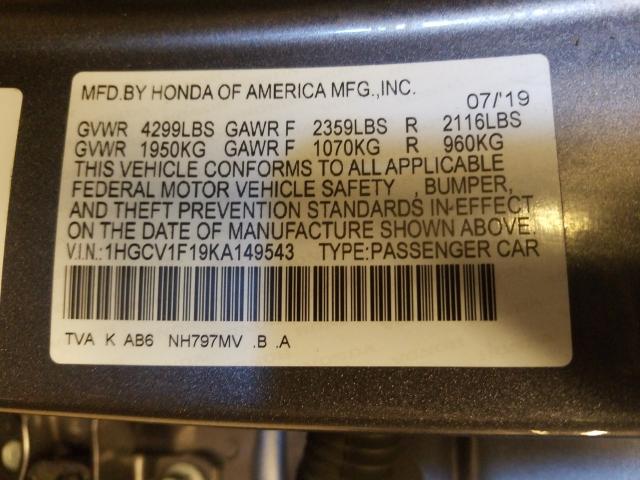 MFD.BY HONDA OF AMERICA MFG.,INC. 07/'19
GVWR 4299LBS GAWR F 2359LBS R 2116LBS
GVWR 1950KG GAWR F 1070KG R 960KG
THIS VEHICLE CONFORMS TO ALL APPLICABLE
FEDERAL MOTOR VEHICLE SAFETY , BUMPER,
AND THEFT PREVENTION STANDARDS IN EFFECT
ON THE DATE OF MANUFACTURE SHOWN ABOVE.
V.I.N.:1HGCV1F19KA149543 TYPE:PASSENGER CAR
TVA K AB6 NH797MV .B .A